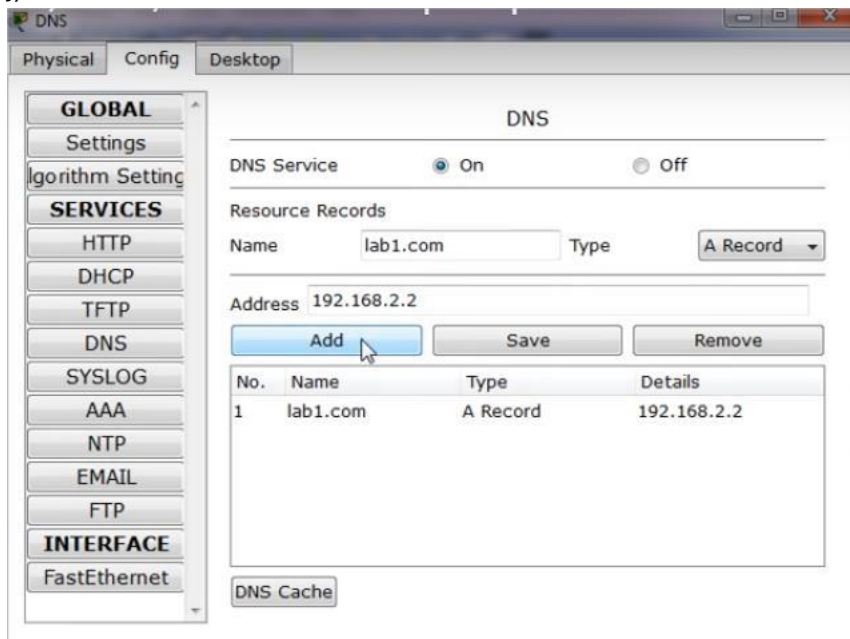 DNS
Physical Config Desktop
GLOBAL
Settings
lgorithm Setting
SERVICES
HTTP
DHCP
TFTP
DNS
SYSLOG
AAA
NTP
EMAIL
FTP
INTERFACE
FastEthernet
DNS
DNS Service On Off
Resource Records
Name lab1.com Type A Record
Address 192.168.2.2
Add Save Remove
No. Name Type Details
1 lab1.com A Record 192.168.2.2
DNS Cache